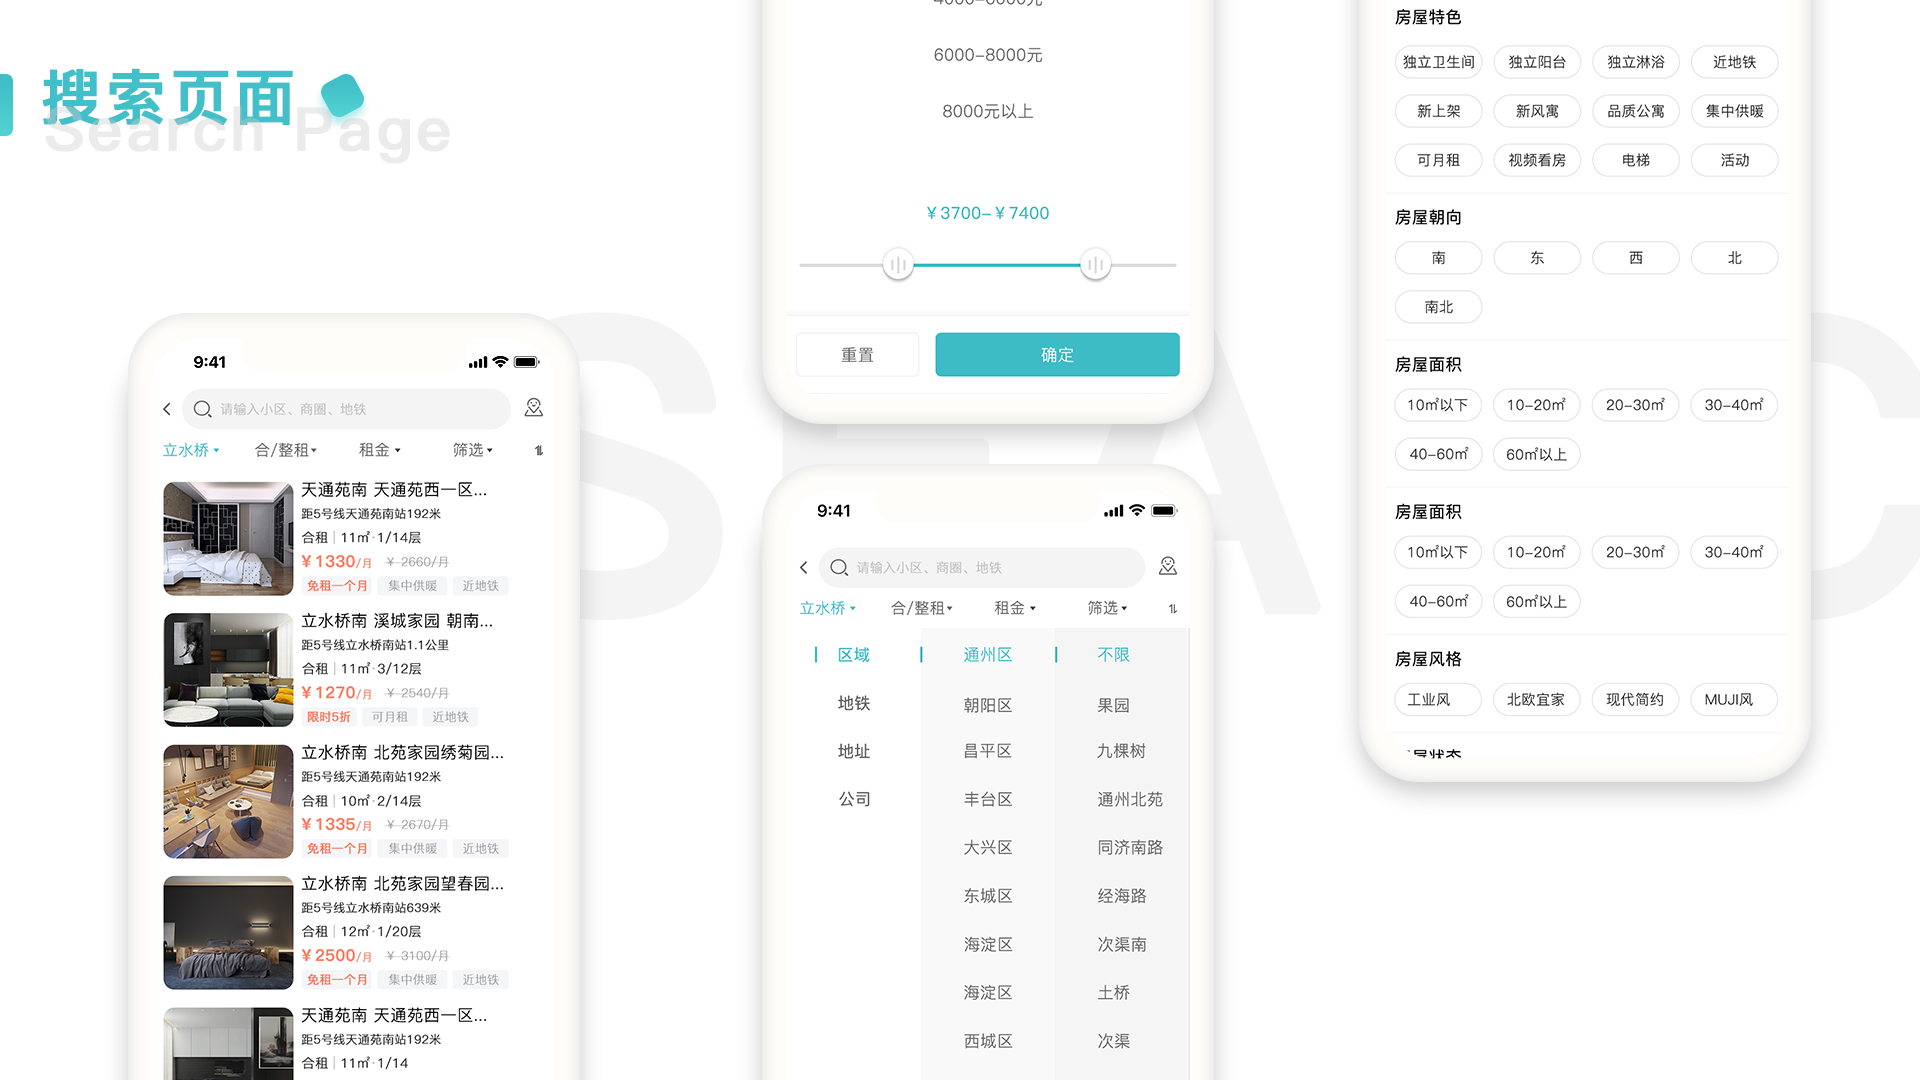 搜索页面
Search Page
SEARC
9:41
请输入小区、商圈、地铁
立水桥 合/整租 租金 筛选
天通苑南 天通苑西一区...
距5号线天通苑南站192米
合租 | 11㎡·1/14层
¥1330/月 ¥ 2660/月
免租一个月 集中供暖 近地铁
立水桥南 溪城家园 朝南...
距5号线立水桥南站1.1公里
合租 | 11㎡·3/12层
¥1270/月 ¥ 2540/月
限时5折 可月租 近地铁
立水桥南 北苑家园绣菊园...
距5号线天通苑南站192米
合租 | 10㎡·2/14层
¥1335/月 ¥ 2670/月
免租一个月 集中供暖 近地铁
立水桥南 北苑家园望春园...
距5号线立水桥南站639米
合租 | 12㎡·1/20层
¥2500/月 ¥ 3100/月
免租一个月 集中供暖 近地铁
天通苑南 天通苑西一区...
距5号线天通苑南站192米
合租 | 11㎡·1/14
6000-8000元
8000元以上
¥3700-¥7400
重置 确定
9:41
请输入小区、商圈、地铁
立水桥 合/整租 租金 筛选
区域 通州区 不限
地铁 朝阳区 果园
地址 昌平区 九棵树
公司 丰台区 通州北苑
大兴区 同济南路
东城区 经海路
海淀区 次渠南
海淀区 土桥
西城区 次渠
房屋特色
独立卫生间 独立阳台 独立淋浴 近地铁
新上架 新风寓 品质公寓 集中供暖
可月租 视频看房 电梯 活动
房屋朝向
南 东 西 北
南北
房屋面积
10㎡以下 10-20㎡ 20-30㎡ 30-40㎡
40-60㎡ 60㎡以上
房屋面积
10㎡以下 10-20㎡ 20-30㎡ 30-40㎡
40-60㎡ 60㎡以上
房屋风格
工业风 北欧宜家 现代简约 MUJI风